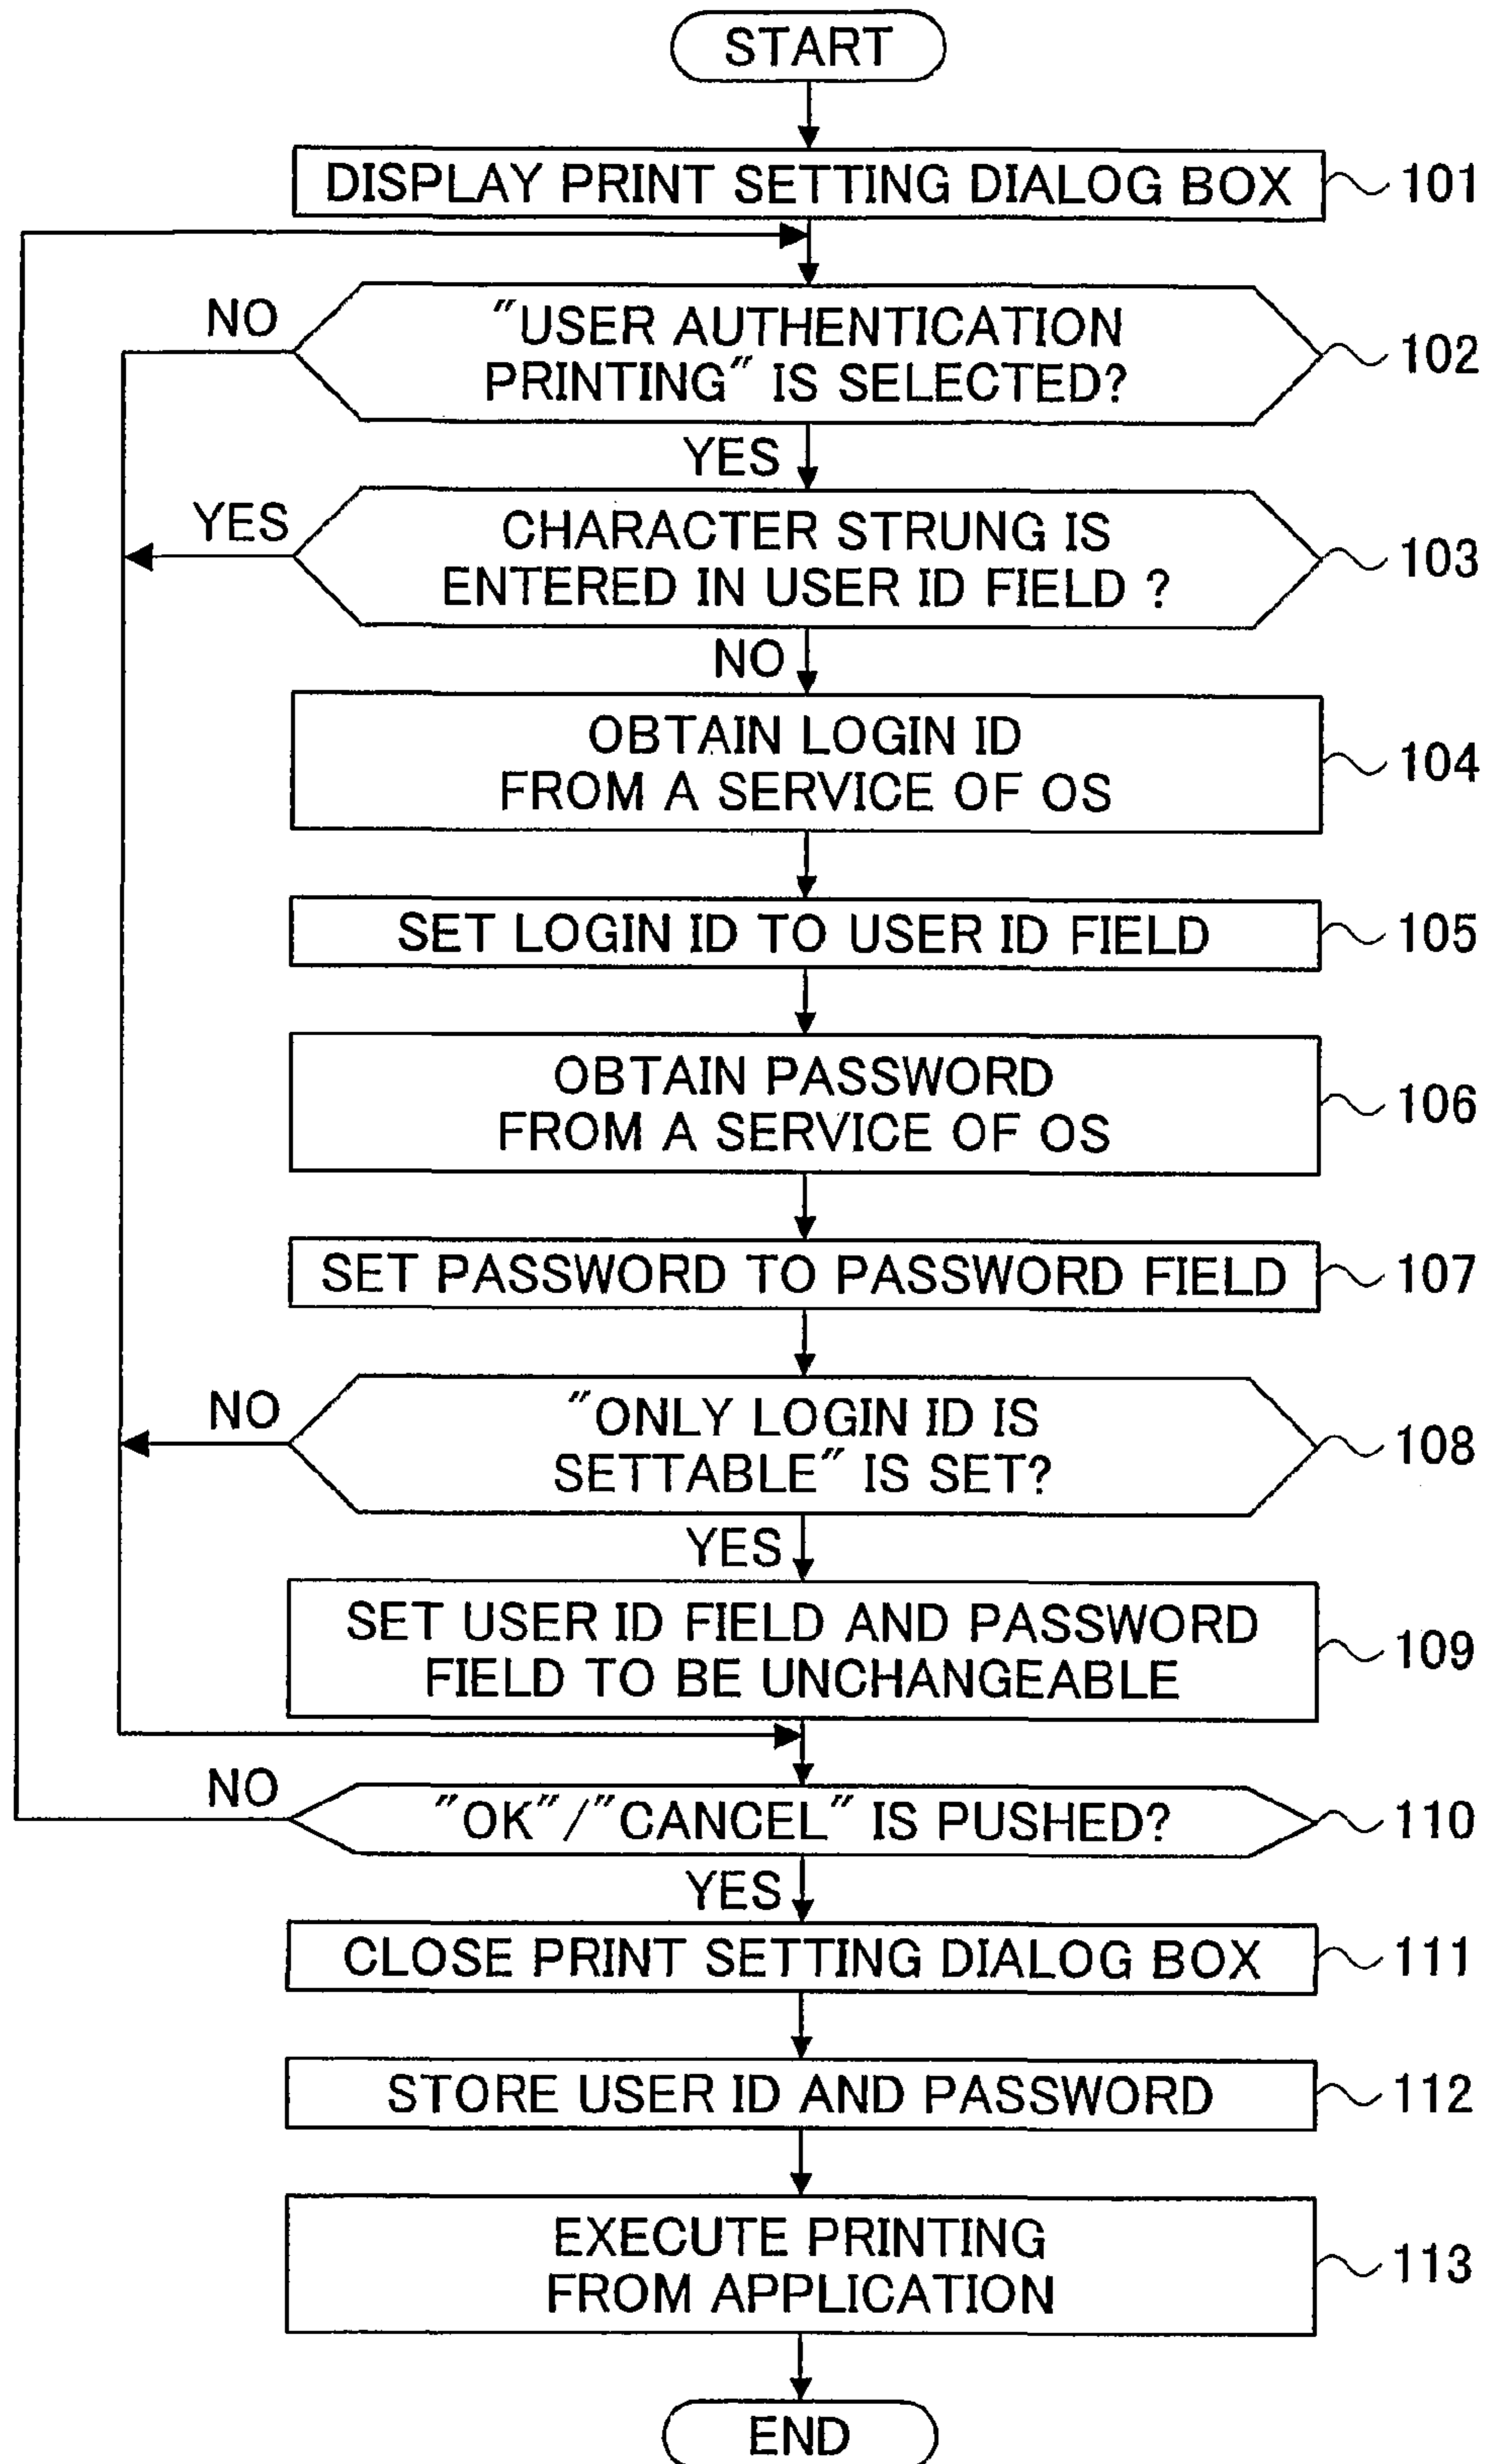 START
DISPLAY PRINT SETTING DIALOG BOX
101
NO
"USER AUTHENTICATION
PRINTING" IS SELECTED?
102
YES
YES
CHARACTER STRUNG IS
ENTERED IN USER ID FIELD ?
103
NO
OBTAIN LOGIN ID
FROM A SERVICE OF OS
104
SET LOGIN ID TO USER ID FIELD
105
OBTAIN PASSWORD
FROM A SERVICE OF OS
106
SET PASSWORD TO PASSWORD FIELD
107
NO
"ONLY LOGIN ID IS
SETTABLE" IS SET?
108
YES
SET USER ID FIELD AND PASSWORD
FIELD TO BE UNCHANGEABLE
109
NO
"OK"/"CANCEL" IS PUSHED?
110
YES
CLOSE PRINT SETTING DIALOG BOX
111
STORE USER ID AND PASSWORD
112
EXECUTE PRINTING
FROM APPLICATION
113
END